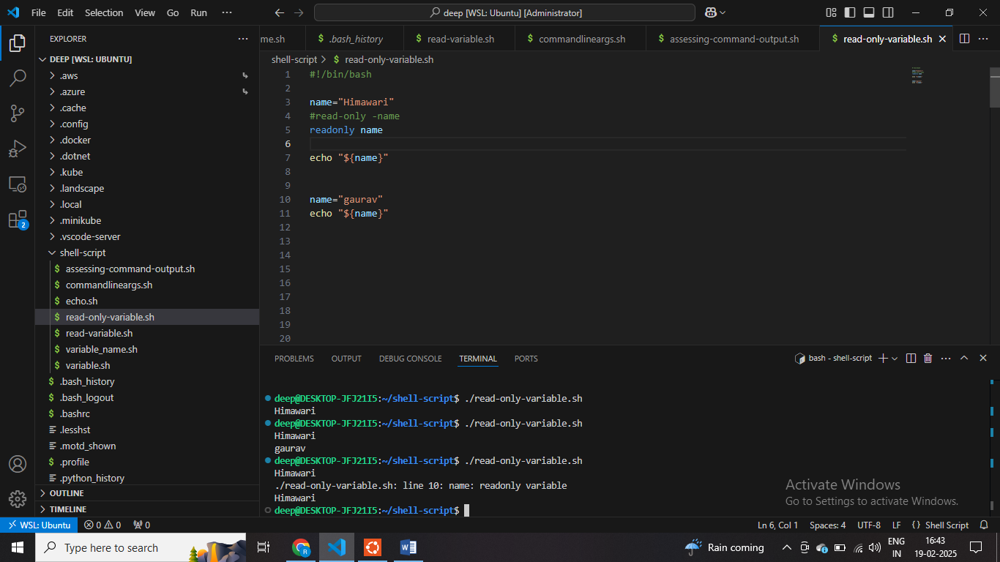 File Edit Selection View Go Run ··· deep [WSL: Ubuntu] [Administrator]
EXPLORER ···
DEEP [WSL: UBUNTU]
.aws
.azure
.cache
.config
.docker
.dotnet
.kube
.landscape
.local
.minikube
.vscode-server
shell-script
$ assessing-command-output.sh
$ commandlineargs.sh
$ echo.sh
$ read-only-variable.sh
$ read-variable.sh
$ variable_name.sh
$ variable.sh
$ .bash_history
$ .bash_logout
$ .bashrc
.lesshst
.motd_shown
$ .profile
.python_history
OUTLINE
TIMELINE
2
me.sh $ .bash_history $ read-variable.sh $ commandlineargs.sh $ assessing-command-output.sh $ read-only-variable.sh ···
shell-script > $ read-only-variable.sh
1 #!/bin/bash
2
3 name="Himawari"
4 #read-only -name
5 readonly name
6
7 echo "${name}"
8
9
10 name="gaurav"
11 echo "${name}"
12
13
14
15
16
17
18
19
20
PROBLEMS OUTPUT DEBUG CONSOLE TERMINAL PORTS bash - shell-script ···
deep@DESKTOP-JFJ21I5:~/shell-script$ ./read-only-variable.sh
Himawari
deep@DESKTOP-JFJ21I5:~/shell-script$ ./read-only-variable.sh
Himawari
gaurav
deep@DESKTOP-JFJ21I5:~/shell-script$ ./read-only-variable.sh
Himawari
./read-only-variable.sh: line 10: name: readonly variable
Himawari
deep@DESKTOP-JFJ21I5:~/shell-script$
Activate Windows
Go to Settings to activate Windows.
WSL: Ubuntu 0 0 0 Ln 6, Col 1 Spaces: 4 UTF-8 LF {} Shell Script
Type here to search R W Rain coming ENG IN 16:43 19-02-2025